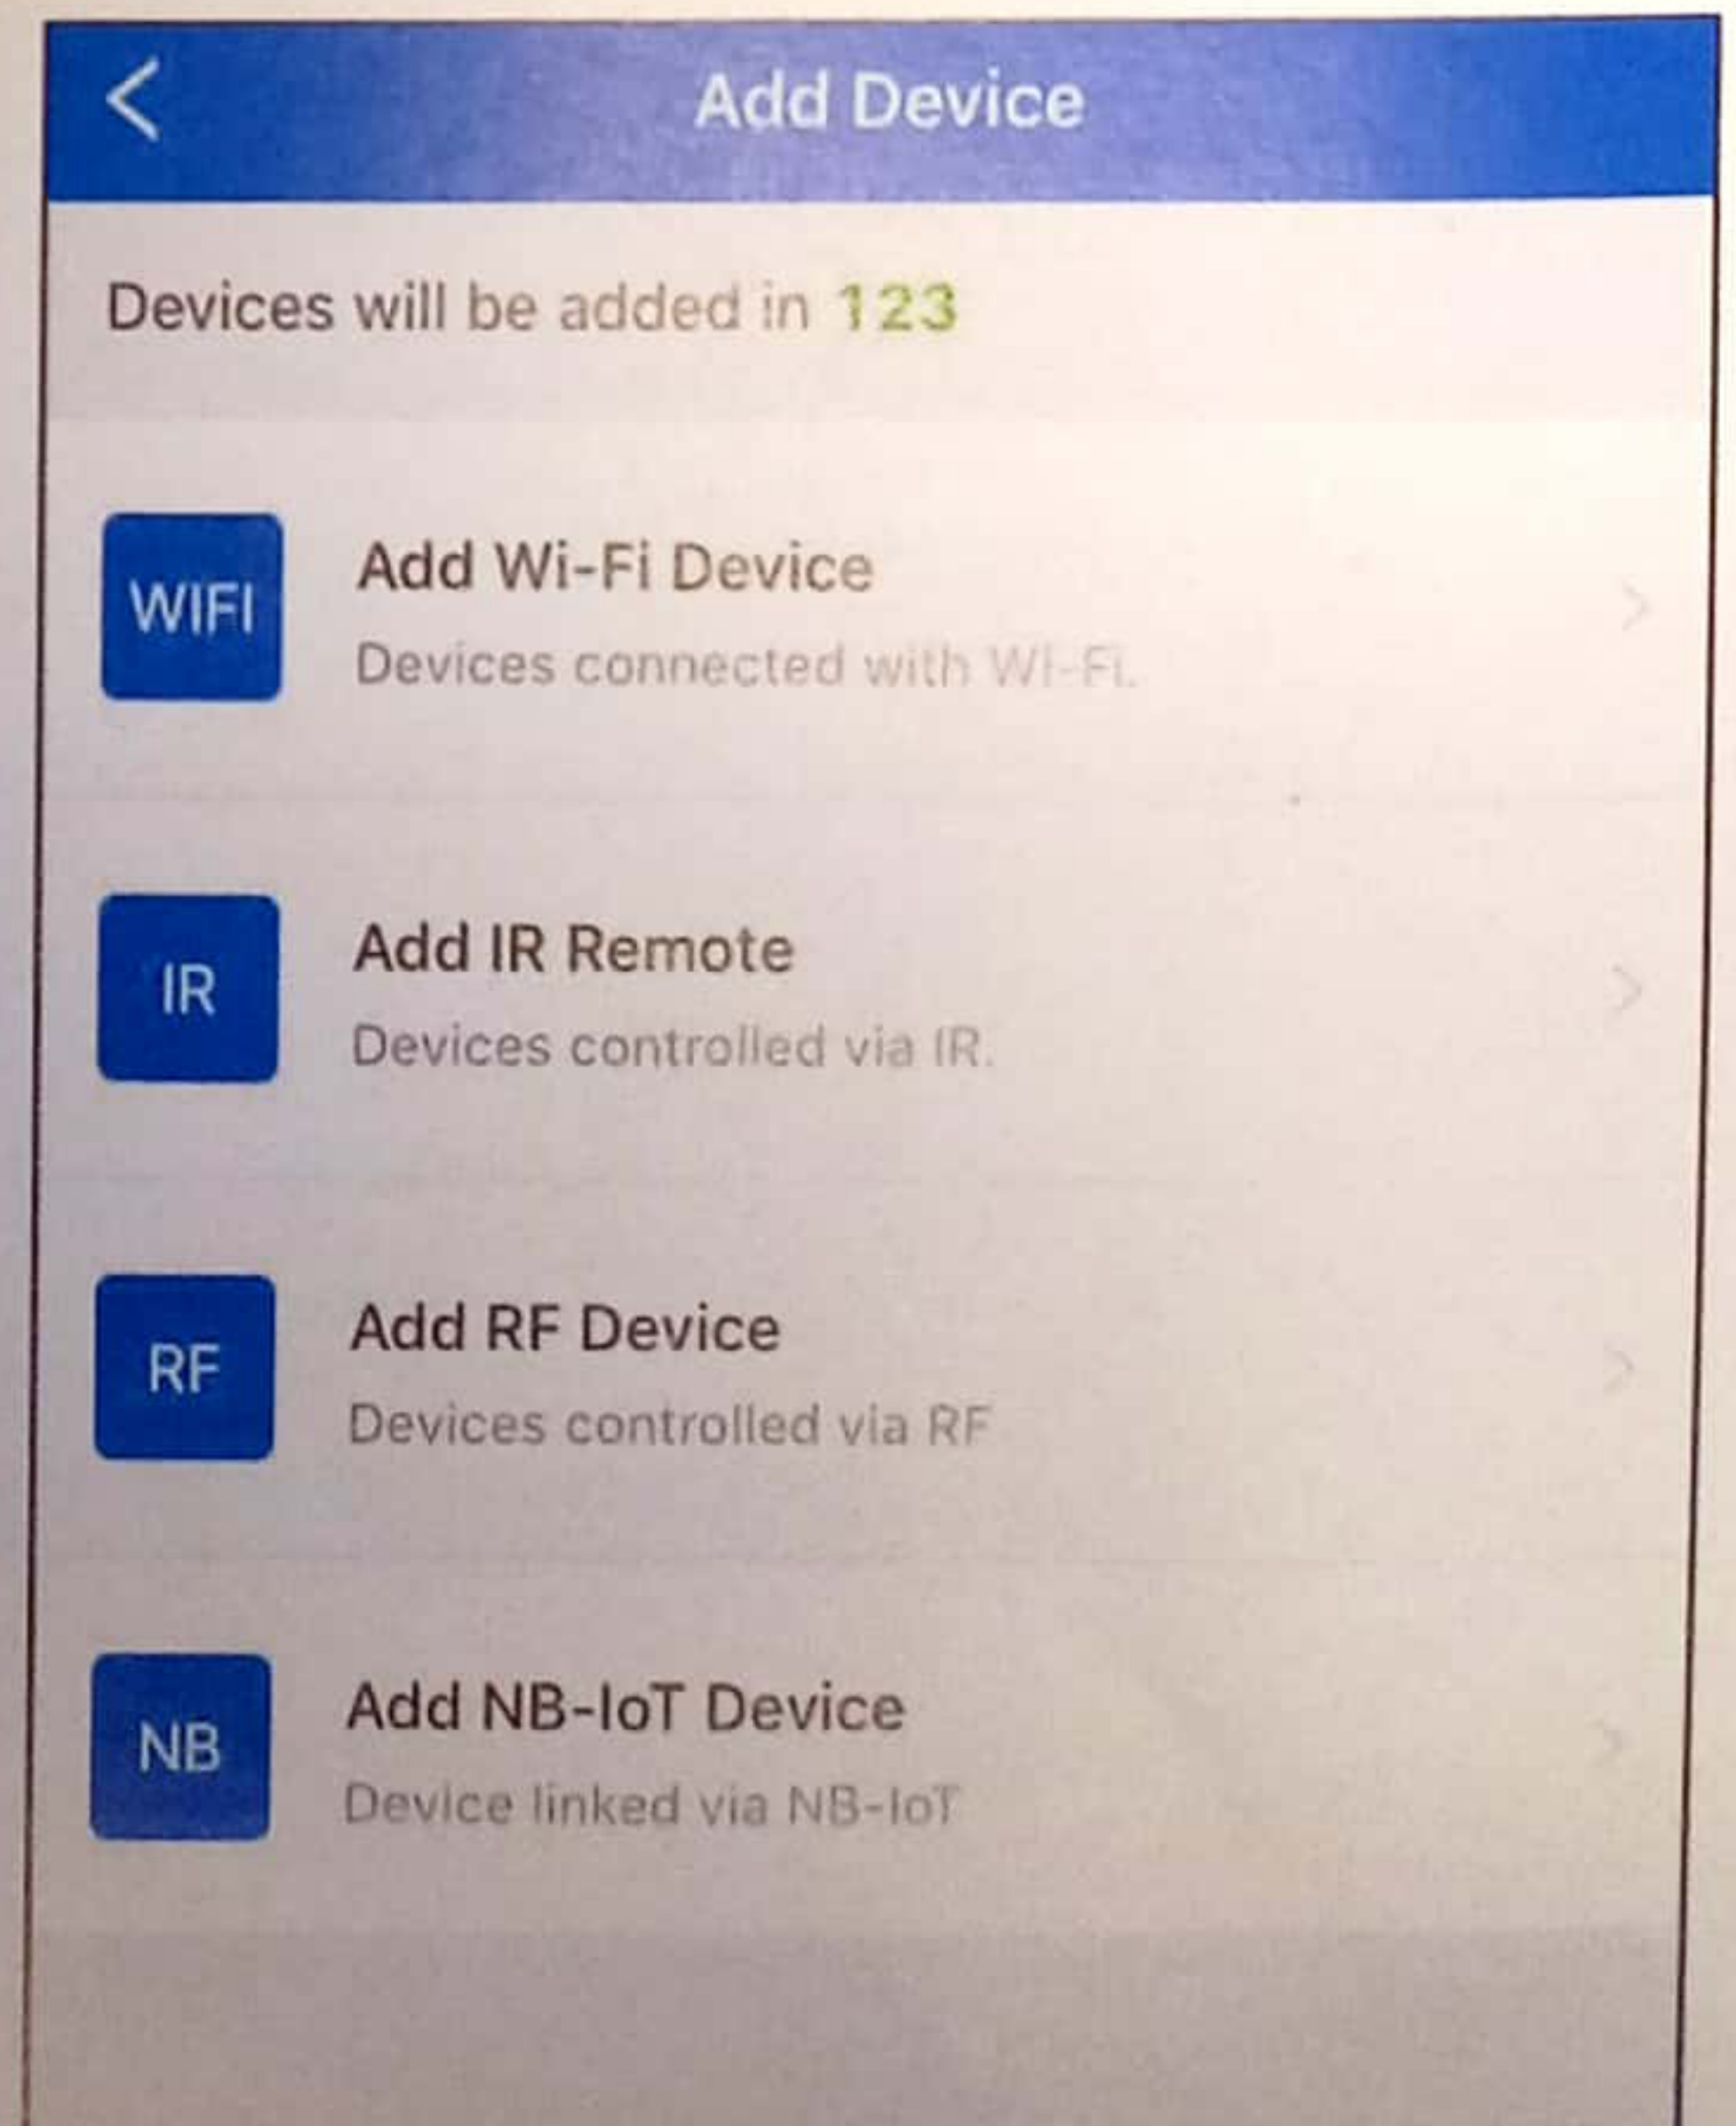 Add Device
Devices will be added in 123
WIFI
Add Wi-Fi Device
Devices connected with Wi-Fi.
IR
Add IR Remote
Devices controlled via IR.
RF
Add RF Device
Devices controlled via RF
NB
Add NB-IoT Device
Device linked via NB-IoT